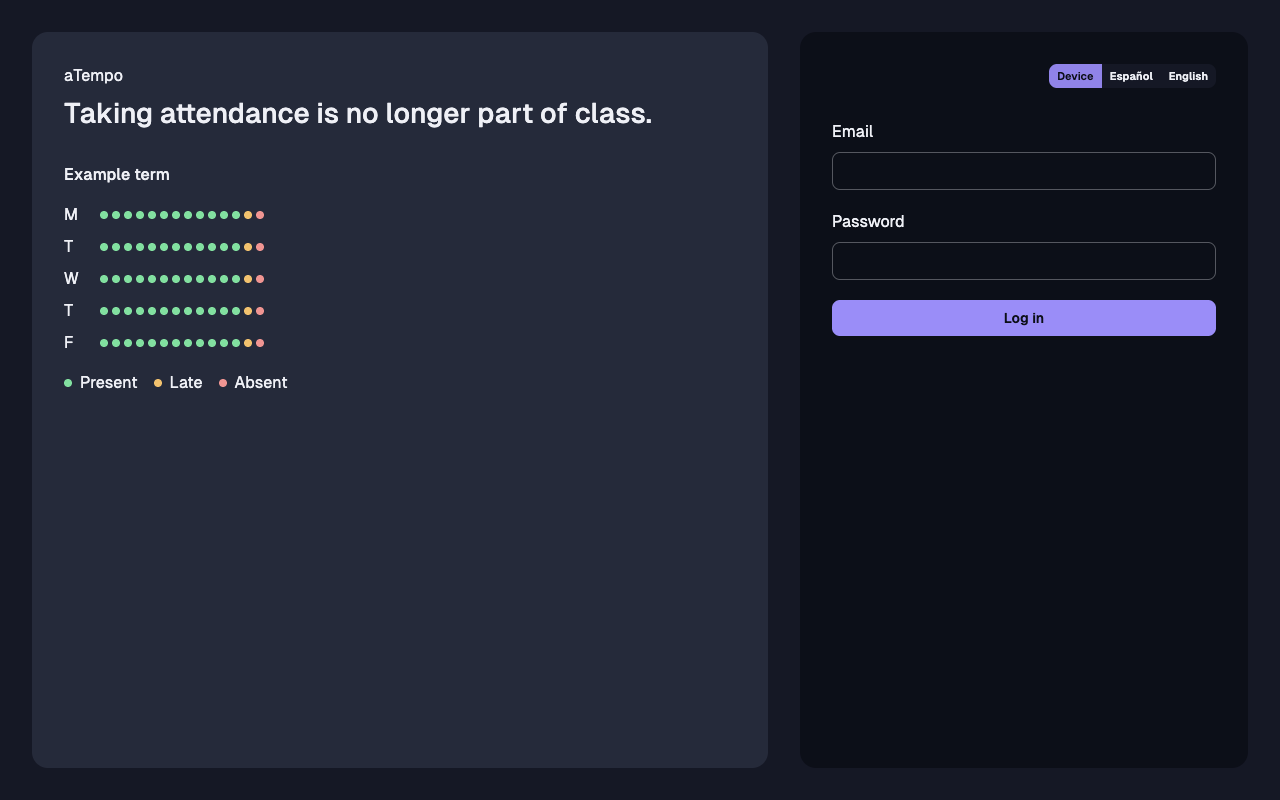 aTempo
Taking attendance is no longer part of class.
Example term
M
T
W
T
F
Present Late Absent
Device Español English
Email
Password
Log in